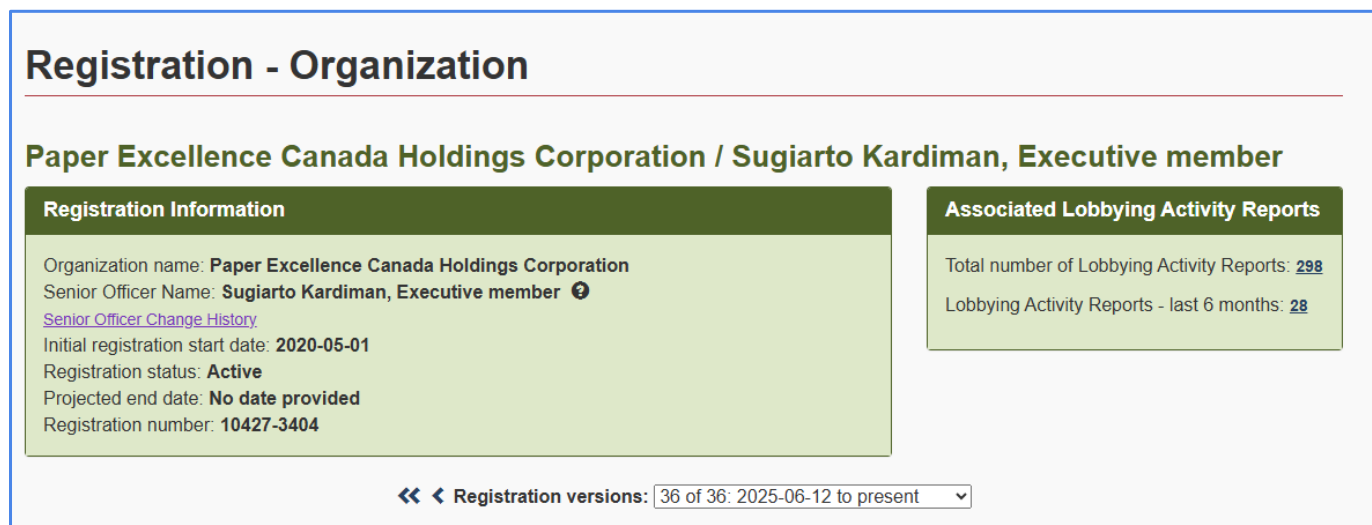 Registration - Organization
Paper Excellence Canada Holdings Corporation / Sugiarto Kardiman, Executive member
Registration Information
Organization name: Paper Excellence Canada Holdings Corporation
Senior Officer Name: Sugiarto Kardiman, Executive member
Senior Officer Change History
Initial registration start date: 2020-05-01
Registration status: Active
Projected end date: No date provided
Registration number: 10427-3404
Associated Lobbying Activity Reports
Total number of Lobbying Activity Reports: 298
Lobbying Activity Reports - last 6 months: 28
Registration versions: 36 of 36: 2025-06-12 to present